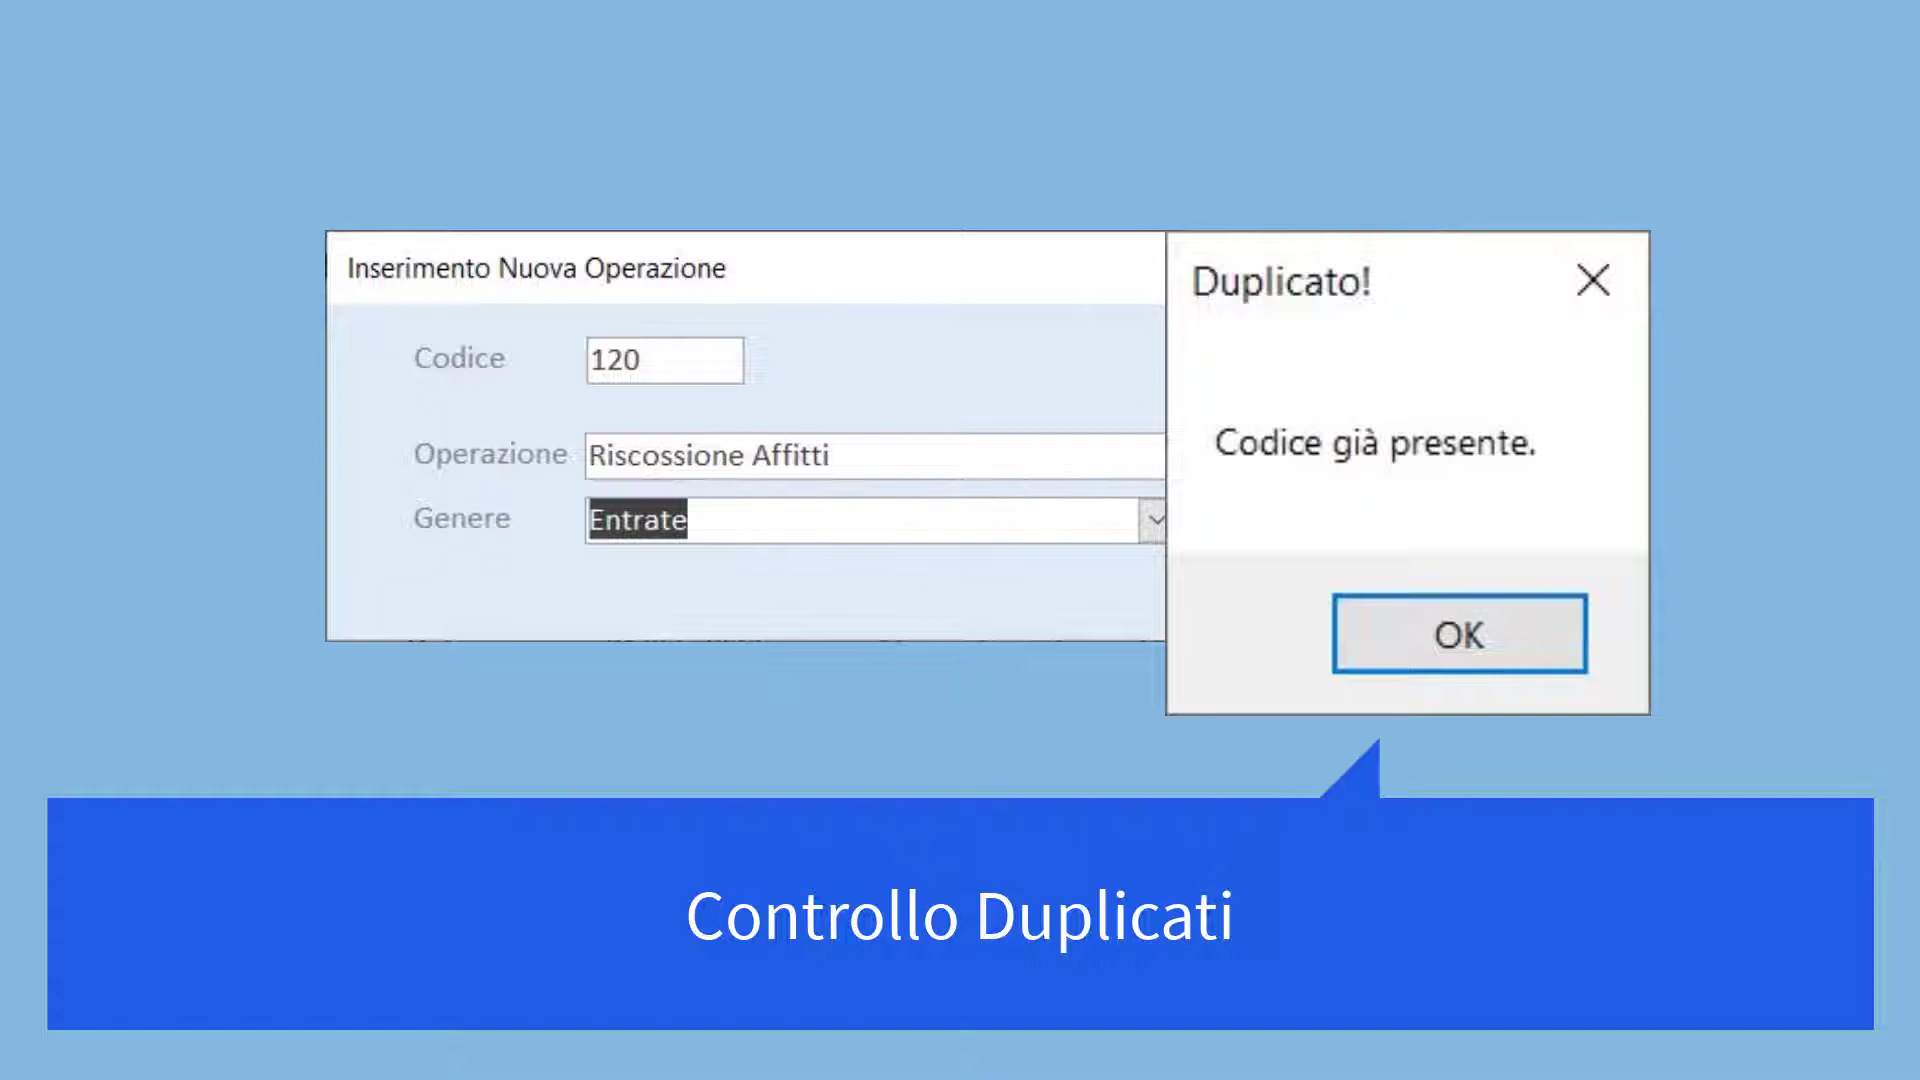 Inserimento Nuova Operazione
Codice 120
Operazione Riscossione Affitti
Genere Entrate
Duplicato!
Codice già presente.
OK
Controllo Duplicati